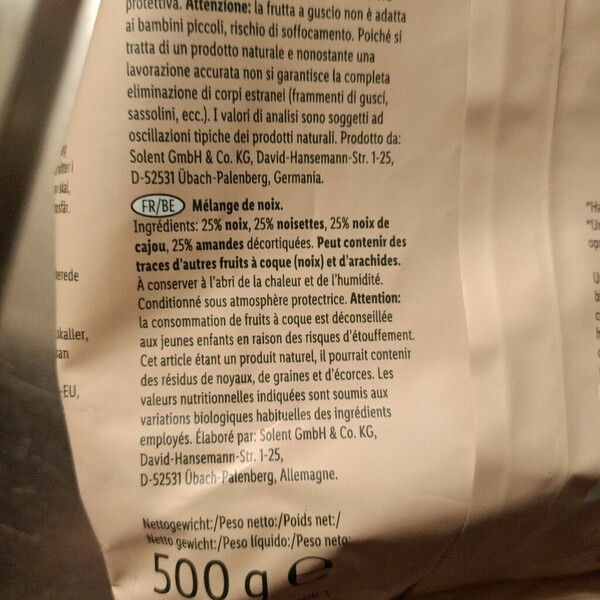 protettiva. Attenzione: la frutta a guscio non è adatta
ai bambini piccoli, rischio di soffocamento. Poiché si
tratta di un prodotto naturale e nonostante una
lavorazione accurata non si garantisce la completa
eliminazione di corpi estranei (frammenti di gusci,
sassolini, ecc.). I valori di analisi sono soggetti ad
oscillazioni tipiche dei prodotti naturali. Prodotto da:
Solent GmbH & Co. KG, David-Hansemann-Str. 1-25,
D-52531 Übach-Palenberg, Germania.
FR/BE Mélange de noix.
Ingrédients: 25% noix, 25% noisettes, 25% noix de
cajou, 25% amandes décortiquées. Peut contenir des
traces d'autres fruits à coque (noix) et d'arachides.
À conserver à l'abri de la chaleur et de l'humidité.
Conditionné sous atmosphère protectrice. Attention:
la consommation de fruits à coque est déconseillée
aux jeunes enfants en raison des risques d'étouffement.
Cet article étant un produit naturel, il pourrait contenir
des résidus de noyaux, de graines et d'écorces. Les
valeurs nutritionnelles indiquées sont soumis aux
variations biologiques habituelles des ingrédients
employés. Élaboré par: Solent GmbH & Co. KG,
David-Hansemann-Str. 1-25,
D-52531 Übach-Palenberg, Allemagne.
Nettogewicht:/Peso netto:/Poids net:/
Netto gewicht:/Peso líquido:/Peso neto:
500 g e
skal,
skaller,
-EU,